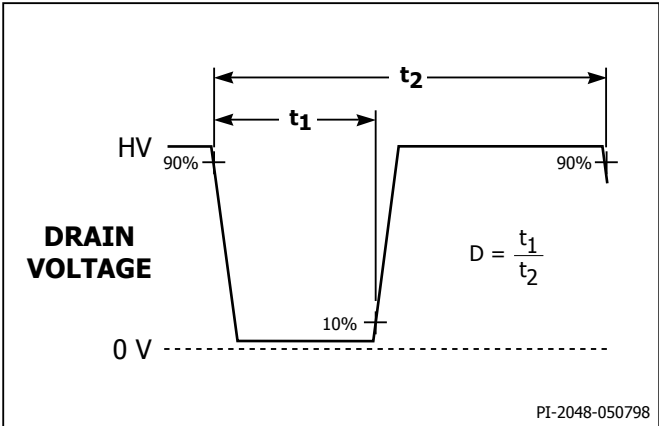 t2
t1
HV
90%
90%
DRAIN
VOLTAGE
D = t1
t2
10%
0 V
PI-2048-050798